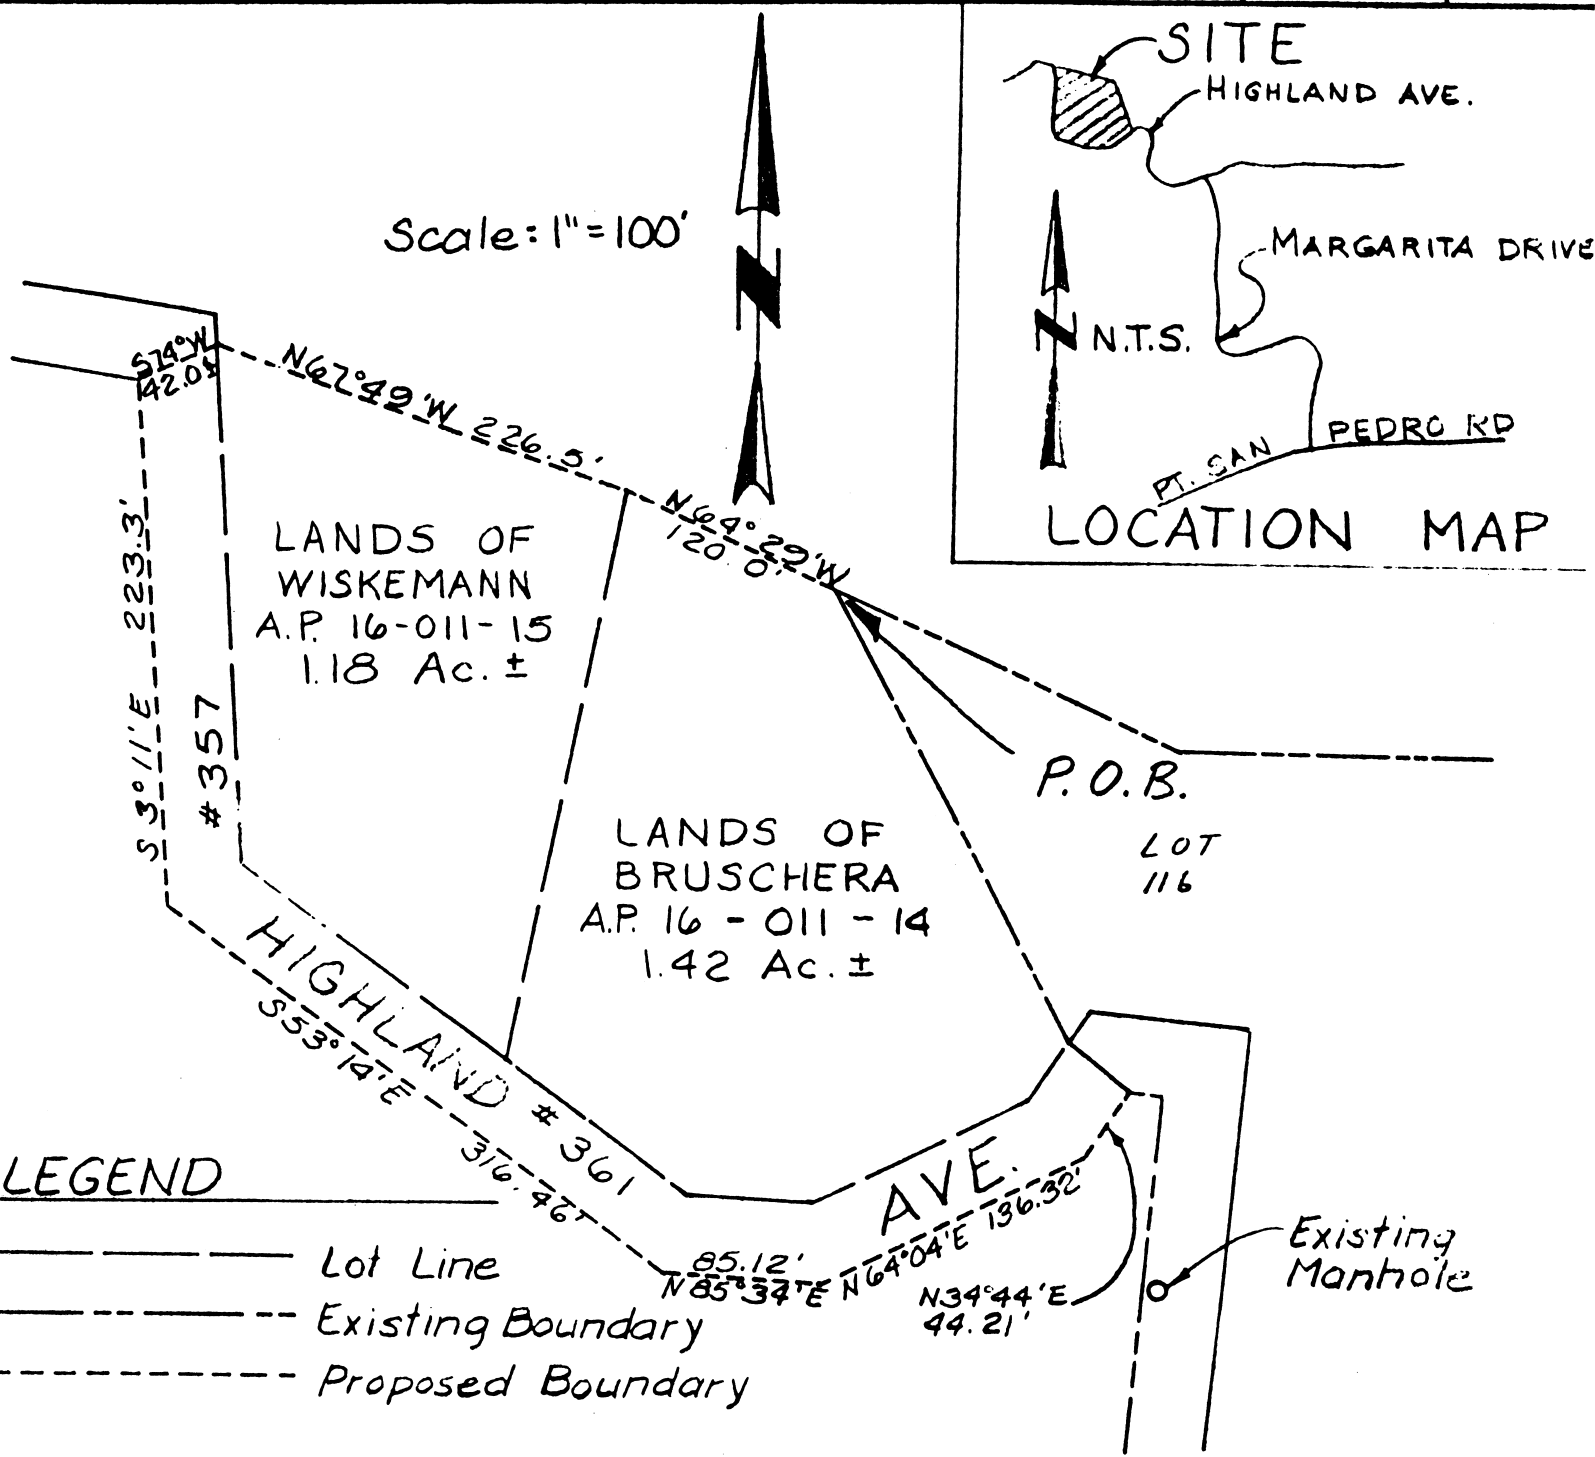 SITE
HIGHLAND AVE.
MARGARITA DRIVE
N
N.T.S.
PT. SAN PEDRO RD
LOCATION MAP
Scale: 1"=100'
N
S74°W
42.0±
N67°49'W 226.5'
N64°29'W
120.0'
S 3°11'E 223.3'
#357
LANDS OF
WISKEMANN
A.P. 16-011-15
1.18 Ac. ±
P.O.B.
LOT
116
LANDS OF
BRUSCHERA
A.P. 16-011-14
1.42 Ac. ±
HIGHLAND AVE.
#361
S53°14'E 316.46'
85.12'
N85°34'E
N64°04'E 136.32'
N34°44'E
44.21'
Existing
Manhole
LEGEND
Lot Line
Existing Boundary
Proposed Boundary